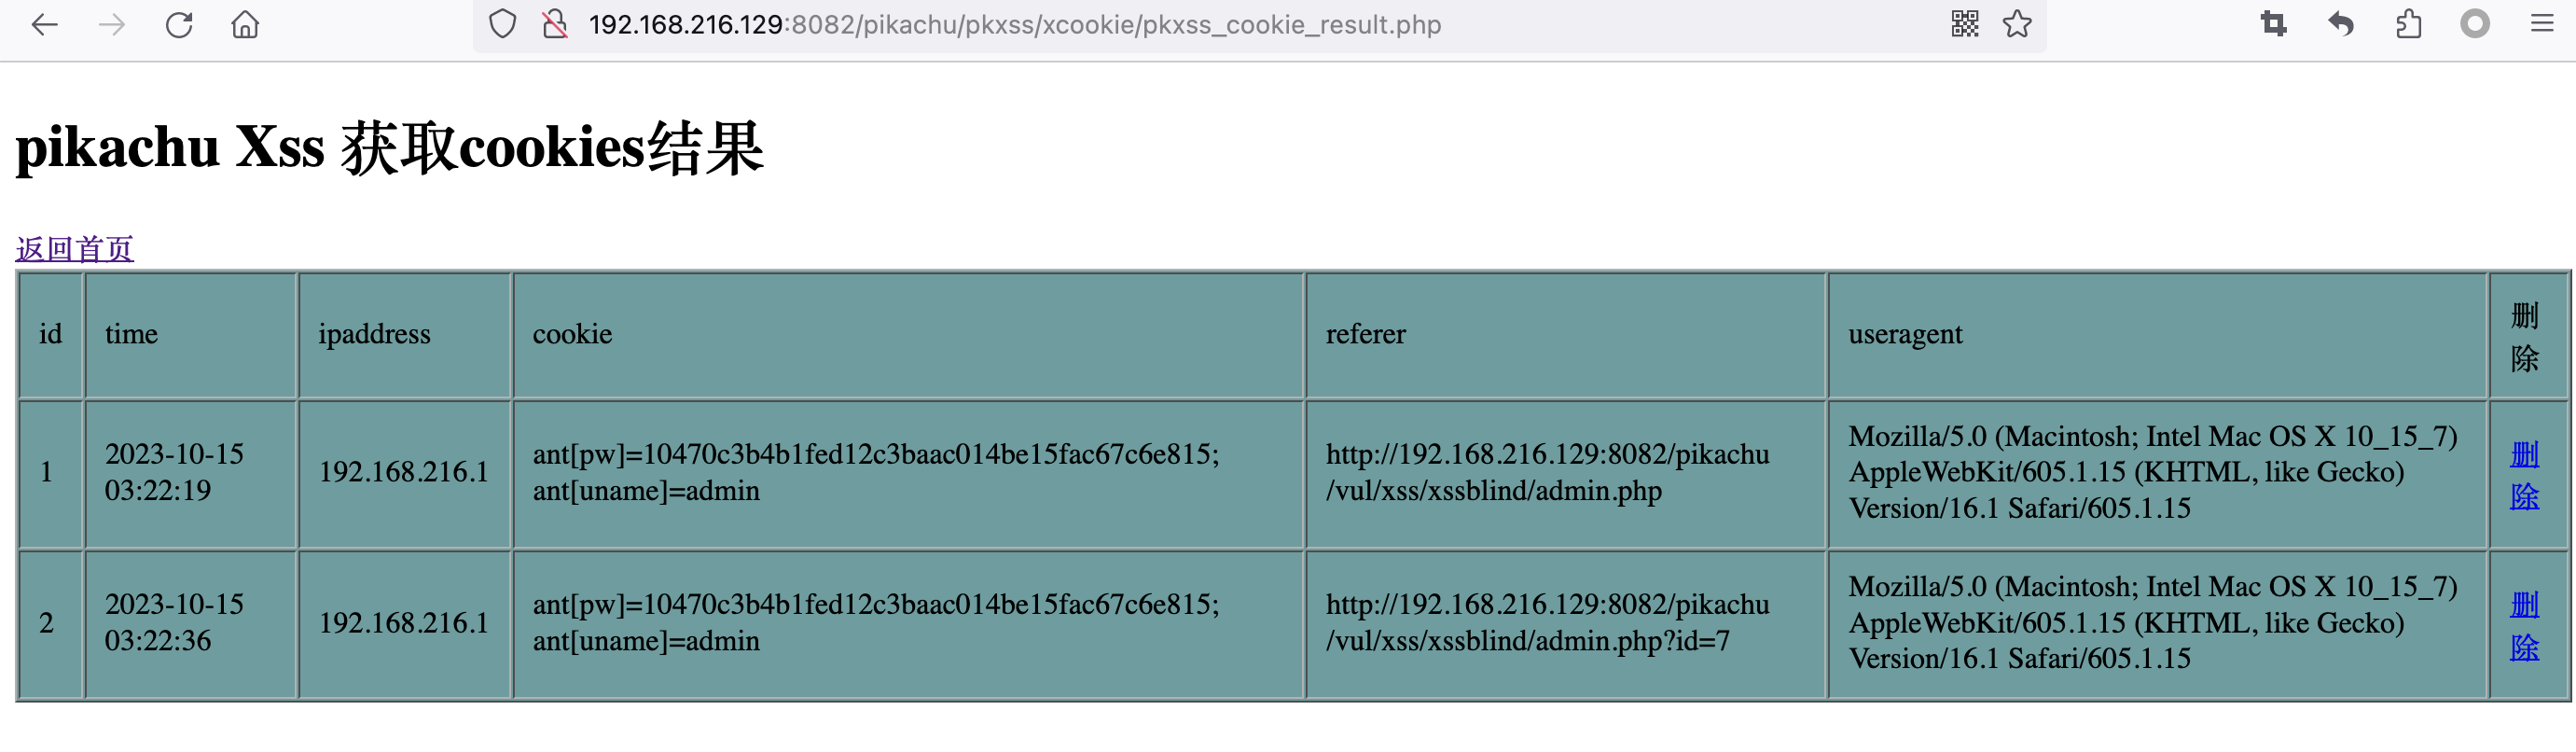 192.168.216.129:8082/pikachu/pkxss/xcookie/pkxss_cookie_result.php
pikachu Xss 获取cookies结果
返回首页
id time ipaddress cookie referer useragent 删除
1 2023-10-15 03:22:19 192.168.216.1 ant[pw]=10470c3b4b1fed12c3baac014be15fac67c6e815; ant[uname]=admin http://192.168.216.129:8082/pikachu/vul/xss/xssblind/admin.php Mozilla/5.0 (Macintosh; Intel Mac OS X 10_15_7) AppleWebKit/605.1.15 (KHTML, like Gecko) Version/16.1 Safari/605.1.15 删除
2 2023-10-15 03:22:36 192.168.216.1 ant[pw]=10470c3b4b1fed12c3baac014be15fac67c6e815; ant[uname]=admin http://192.168.216.129:8082/pikachu/vul/xss/xssblind/admin.php?id=7 Mozilla/5.0 (Macintosh; Intel Mac OS X 10_15_7) AppleWebKit/605.1.15 (KHTML, like Gecko) Version/16.1 Safari/605.1.15 删除